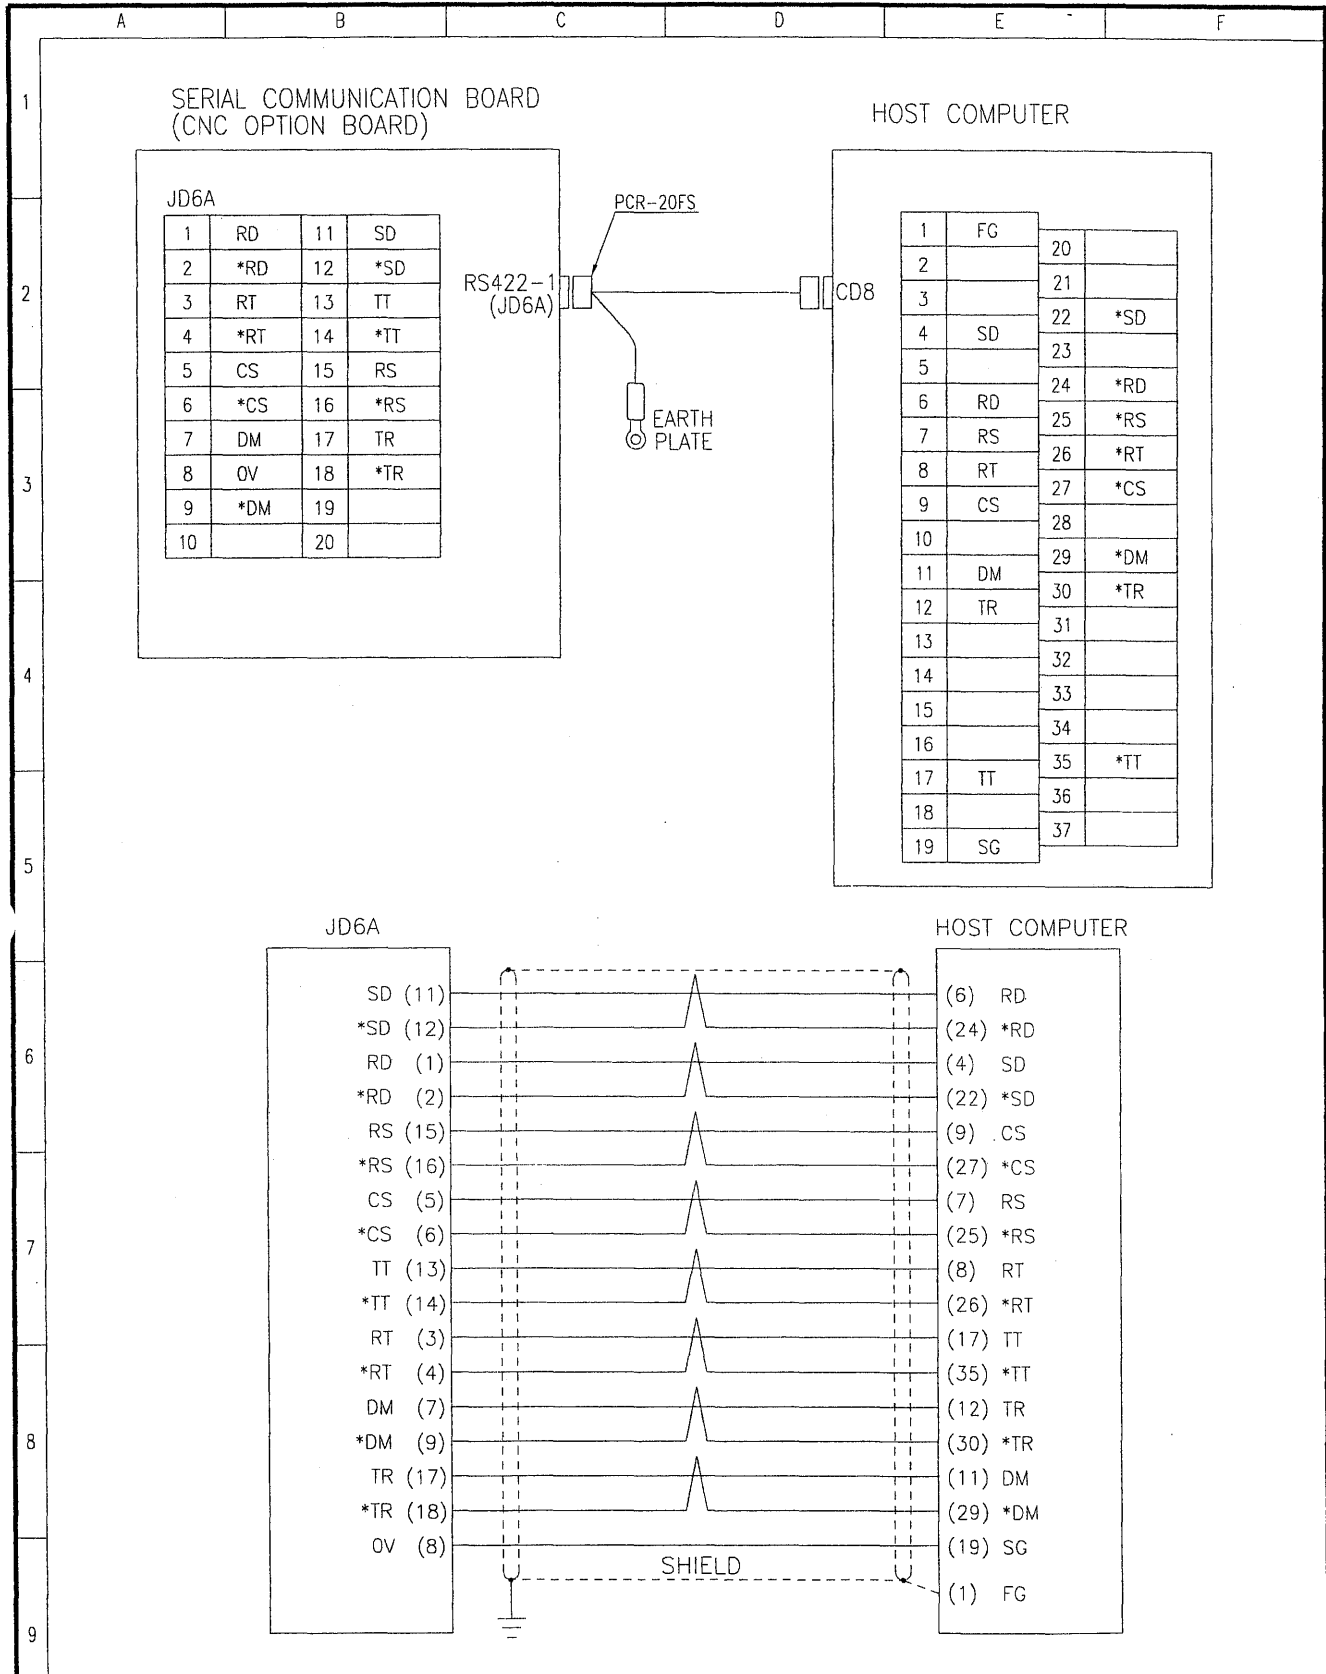 A B C D E F
1
2
3
4
5
6
7
8
9
SERIAL COMMUNICATION BOARD
(CNC OPTION BOARD)
HOST COMPUTER
JD6A
1 RD 11 SD
2 *RD 12 *SD
3 RT 13 TT
4 *RT 14 *TT
5 CS 15 RS
6 *CS 16 *RS
7 DM 17 TR
8 0V 18 *TR
9 *DM 19
10 20
RS422-1
(JD6A)
PCR-20FS
EARTH
PLATE
CD8
1 FG
2
3
4 SD
5
6 RD
7 RS
8 RT
9 CS
10
11 DM
12 TR
13
14
15
16
17 TT
18
19 SG
20
21
22 *SD
23
24 *RD
25 *RS
26 *RT
27 *CS
28
29 *DM
30 *TR
31
32
33
34
35 *TT
36
37
JD6A
HOST COMPUTER
SD (11) (6) RD
*SD (12) (24) *RD
RD (1) (4) SD
*RD (2) (22) *SD
RS (15) (9) CS
*RS (16) (27) *CS
CS (5) (7) RS
*CS (6) (25) *RS
TT (13) (8) RT
*TT (14) (26) *RT
RT (3) (17) TT
*RT (4) (35) *TT
DM (7) (12) TR
*DM (9) (30) *TR
TR (17) (11) DM
*TR (18) (29) *DM
0V (8) (19) SG
SHIELD
(1) FG